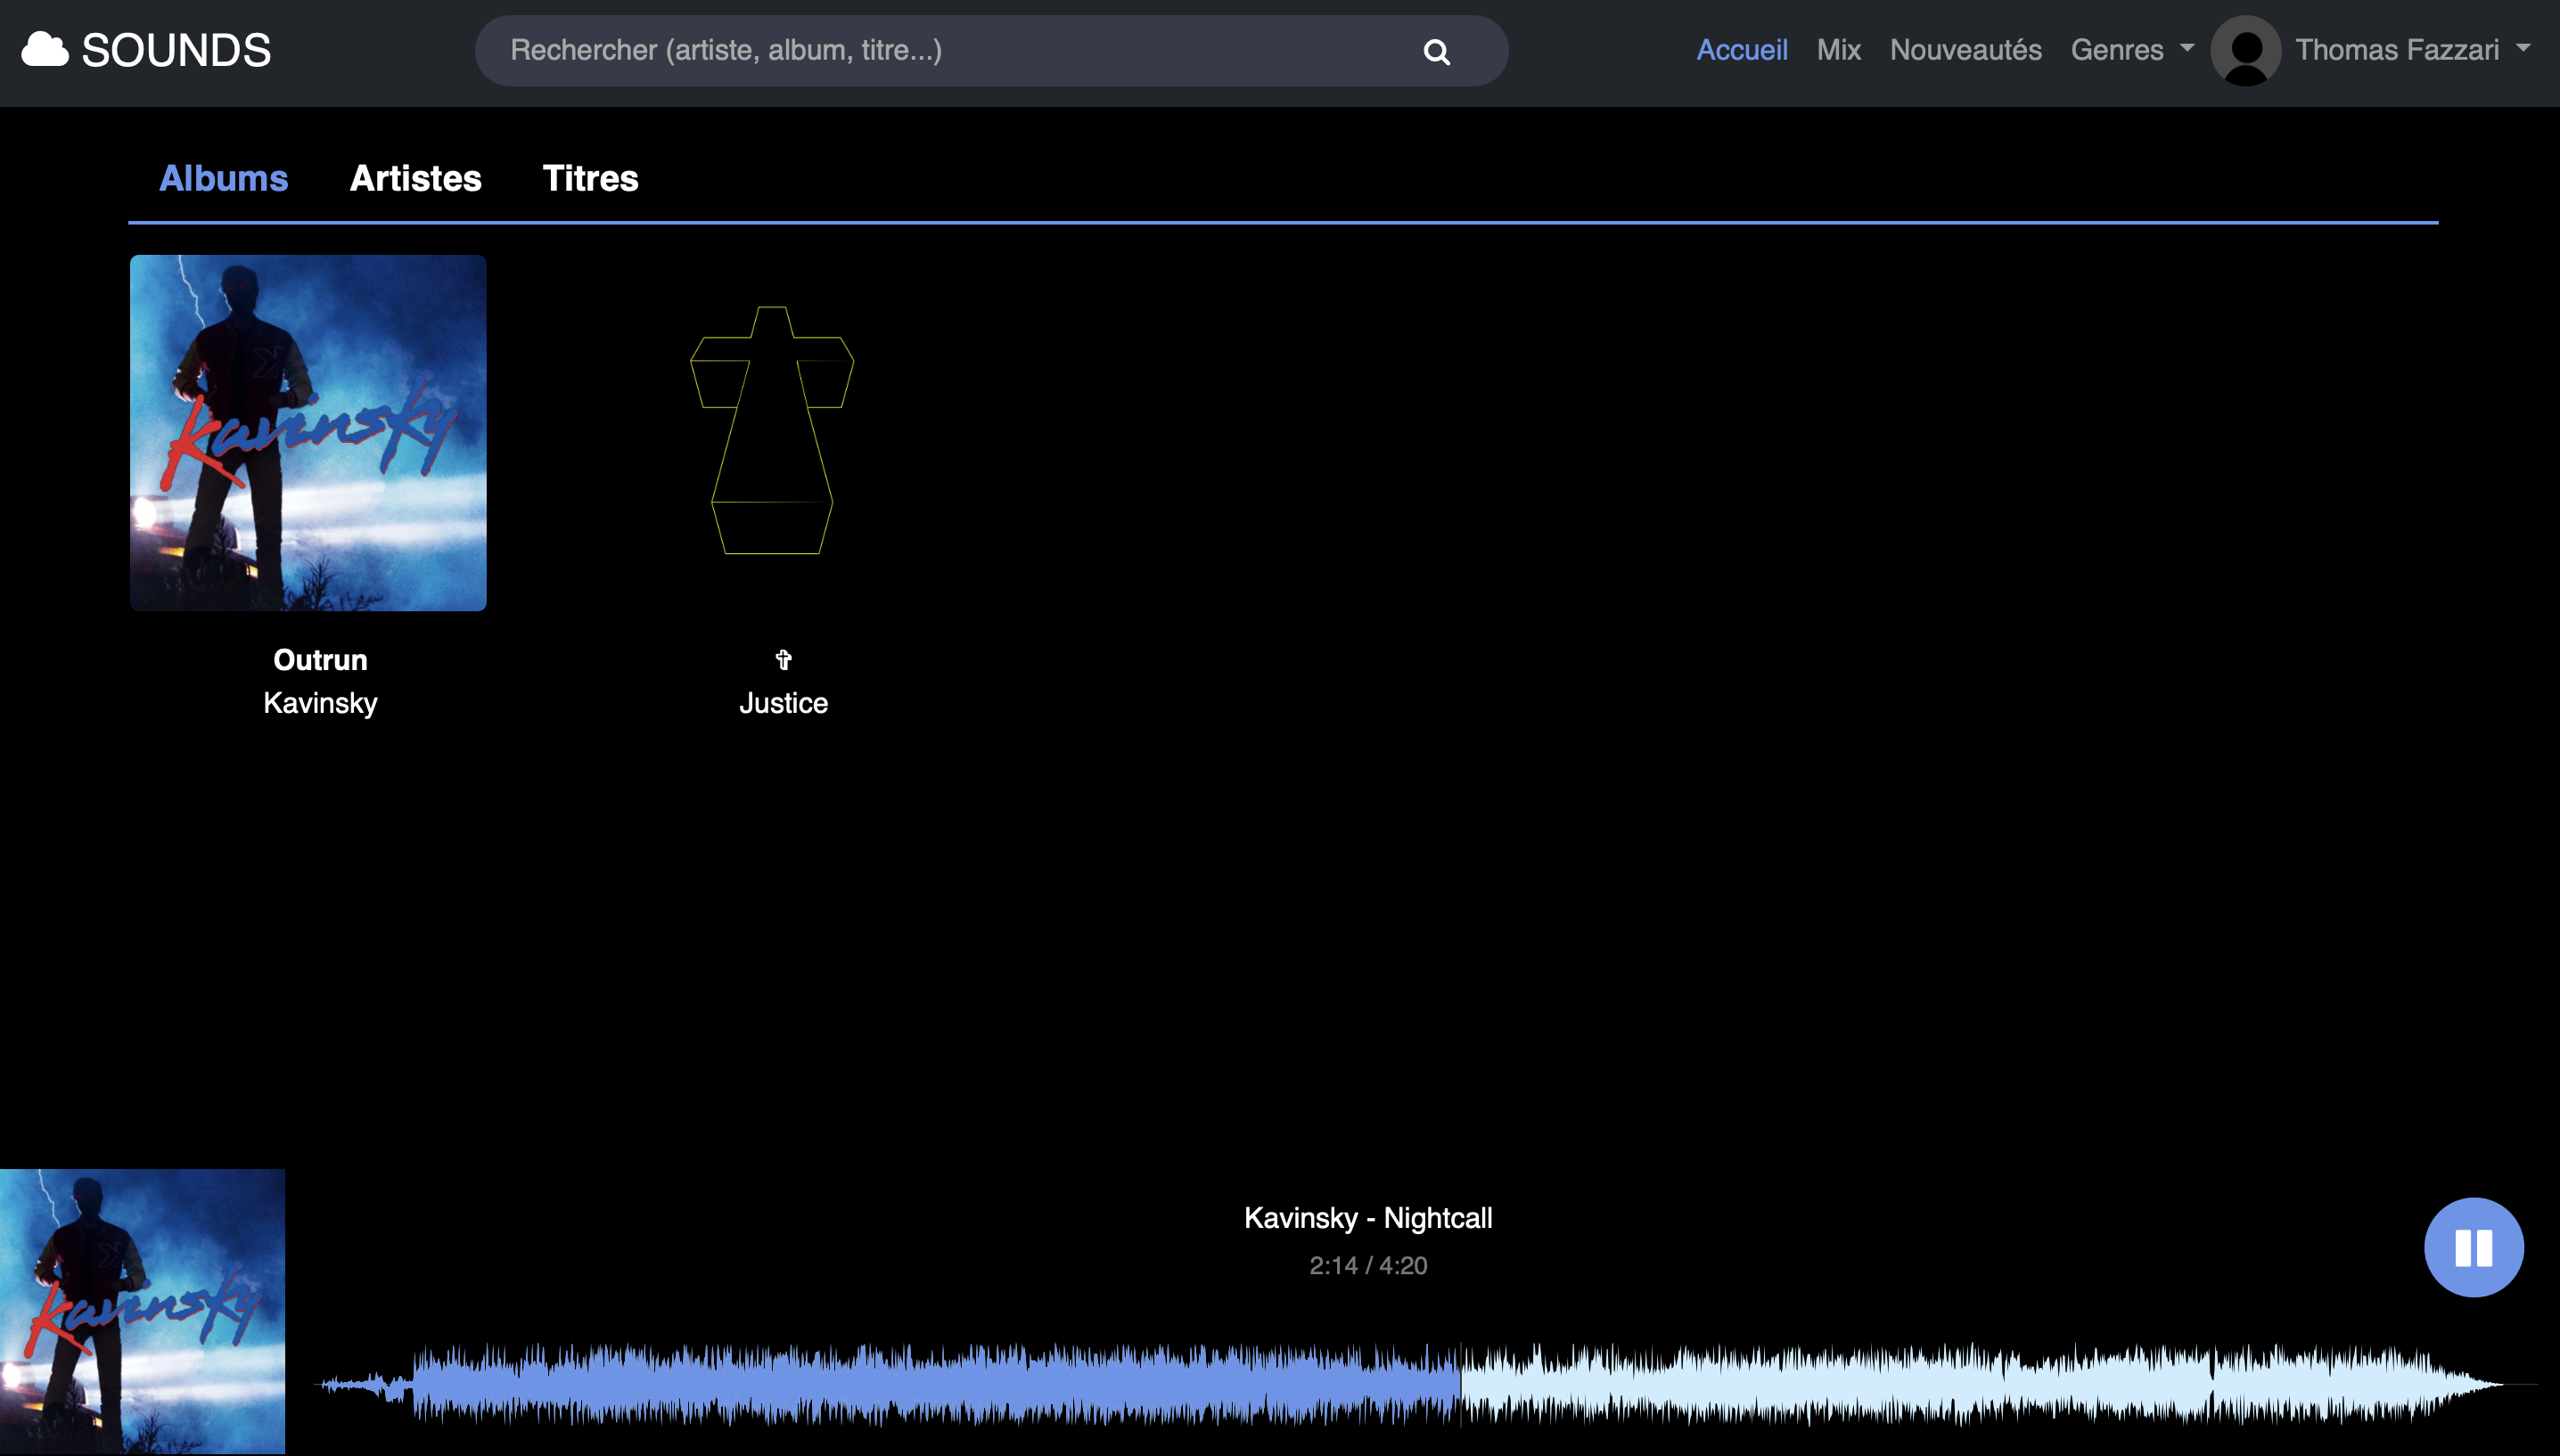 SOUNDS
Rechercher (artiste, album, titre...)
Accueil Mix Nouveautés Genres Thomas Fazzari
Albums Artistes Titres
Kavinsky
Outrun
Kavinsky
✞
Justice
Kavinsky
Kavinsky - Nightcall
2:14 / 4:20